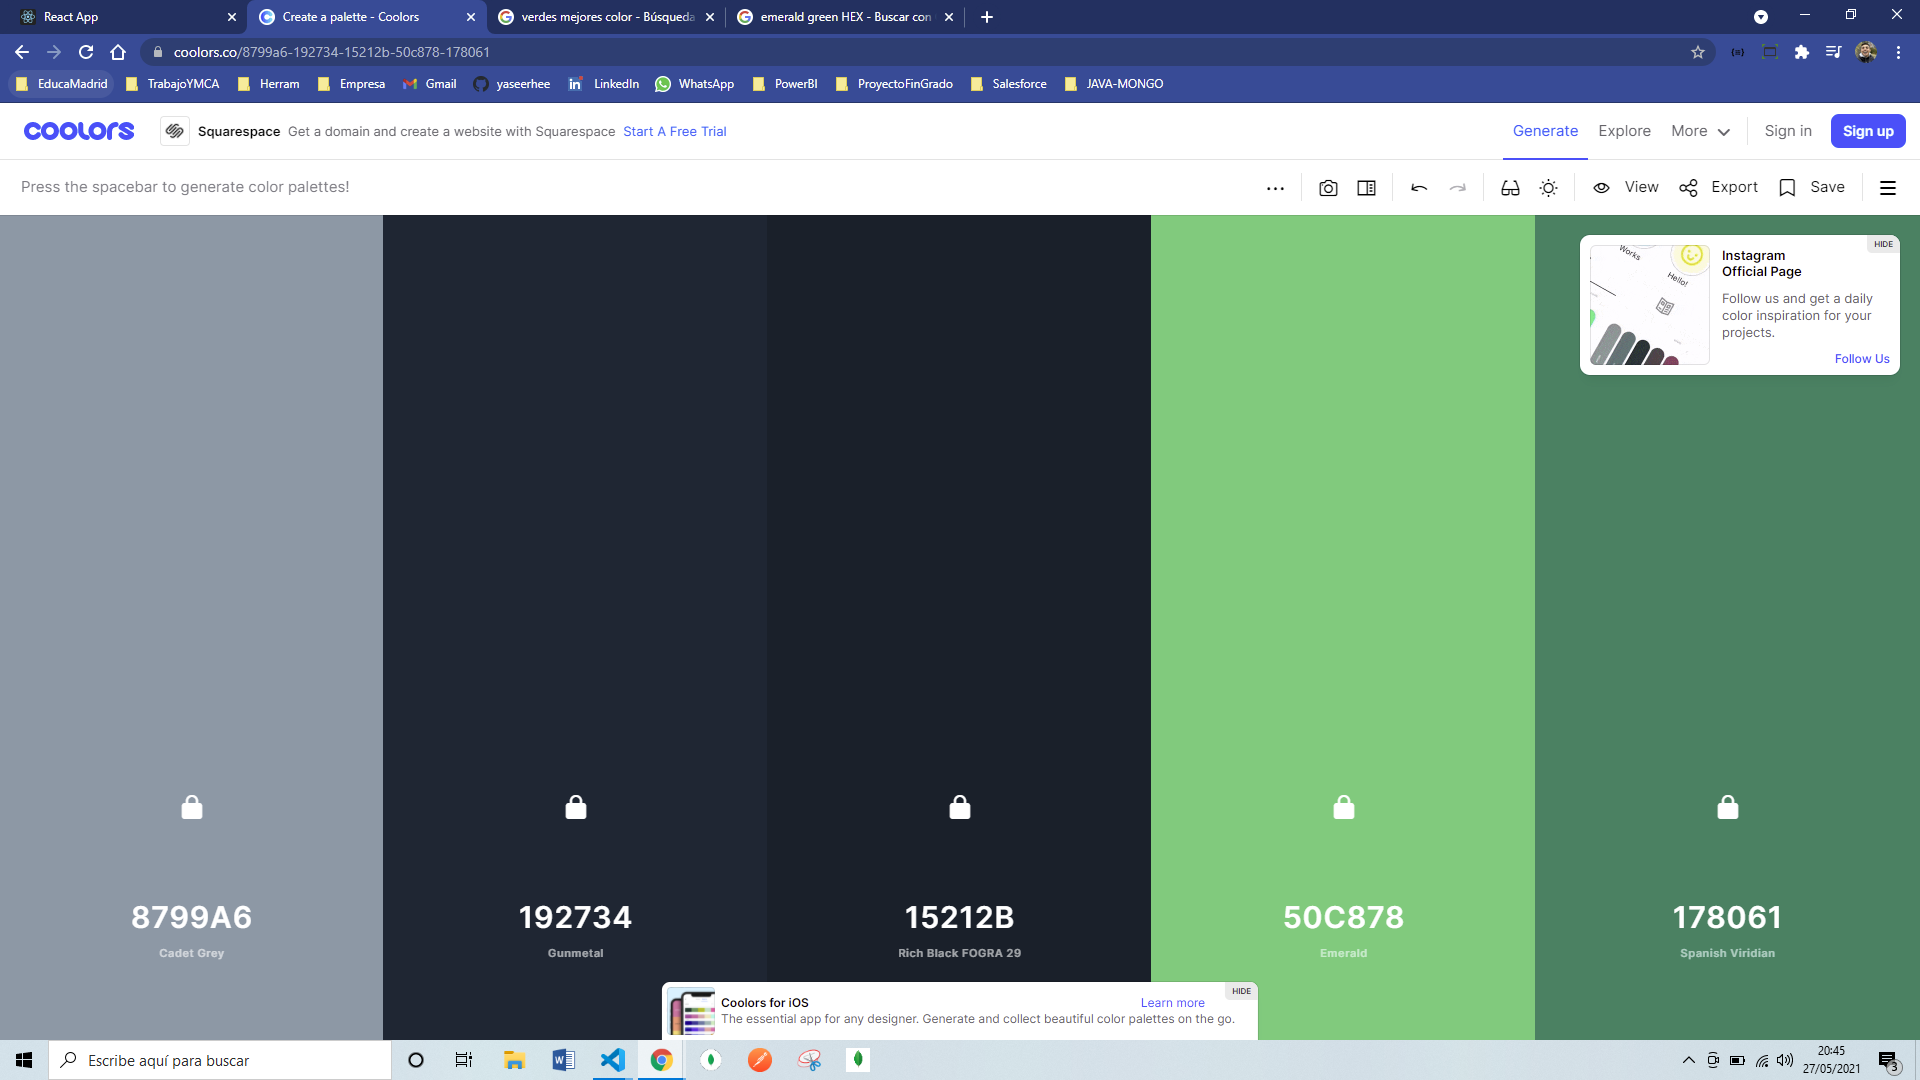 React App
Create a palette - Coolors
verdes mejores color - Búsqueda
emerald green HEX - Buscar con
coolors.co/8799a6-192734-15212b-50c878-178061
EducaMadrid
TrabajoYMCA
Herram
Empresa
Gmail
yaseerhee
LinkedIn
WhatsApp
PowerBI
ProyectoFinGrado
Salesforce
JAVA-MONGO
coolors
Squarespace Get a domain and create a website with Squarespace Start A Free Trial
Generate
Explore
More
Sign in
Sign up
Press the spacebar to generate color palettes!
View
Export
Save
HIDE
Works
Hello!
Instagram
Official Page
Follow us and get a daily
color inspiration for your
projects.
Follow Us
8799A6
Cadet Grey
192734
Gunmetal
15212B
Rich Black FOGRA 29
50C878
Emerald
178061
Spanish Viridian
Coolors for iOS
Learn more
HIDE
The essential app for any designer. Generate and collect beautiful color palettes on the go.
Escribe aquí para buscar
20:45
27/05/2021
3